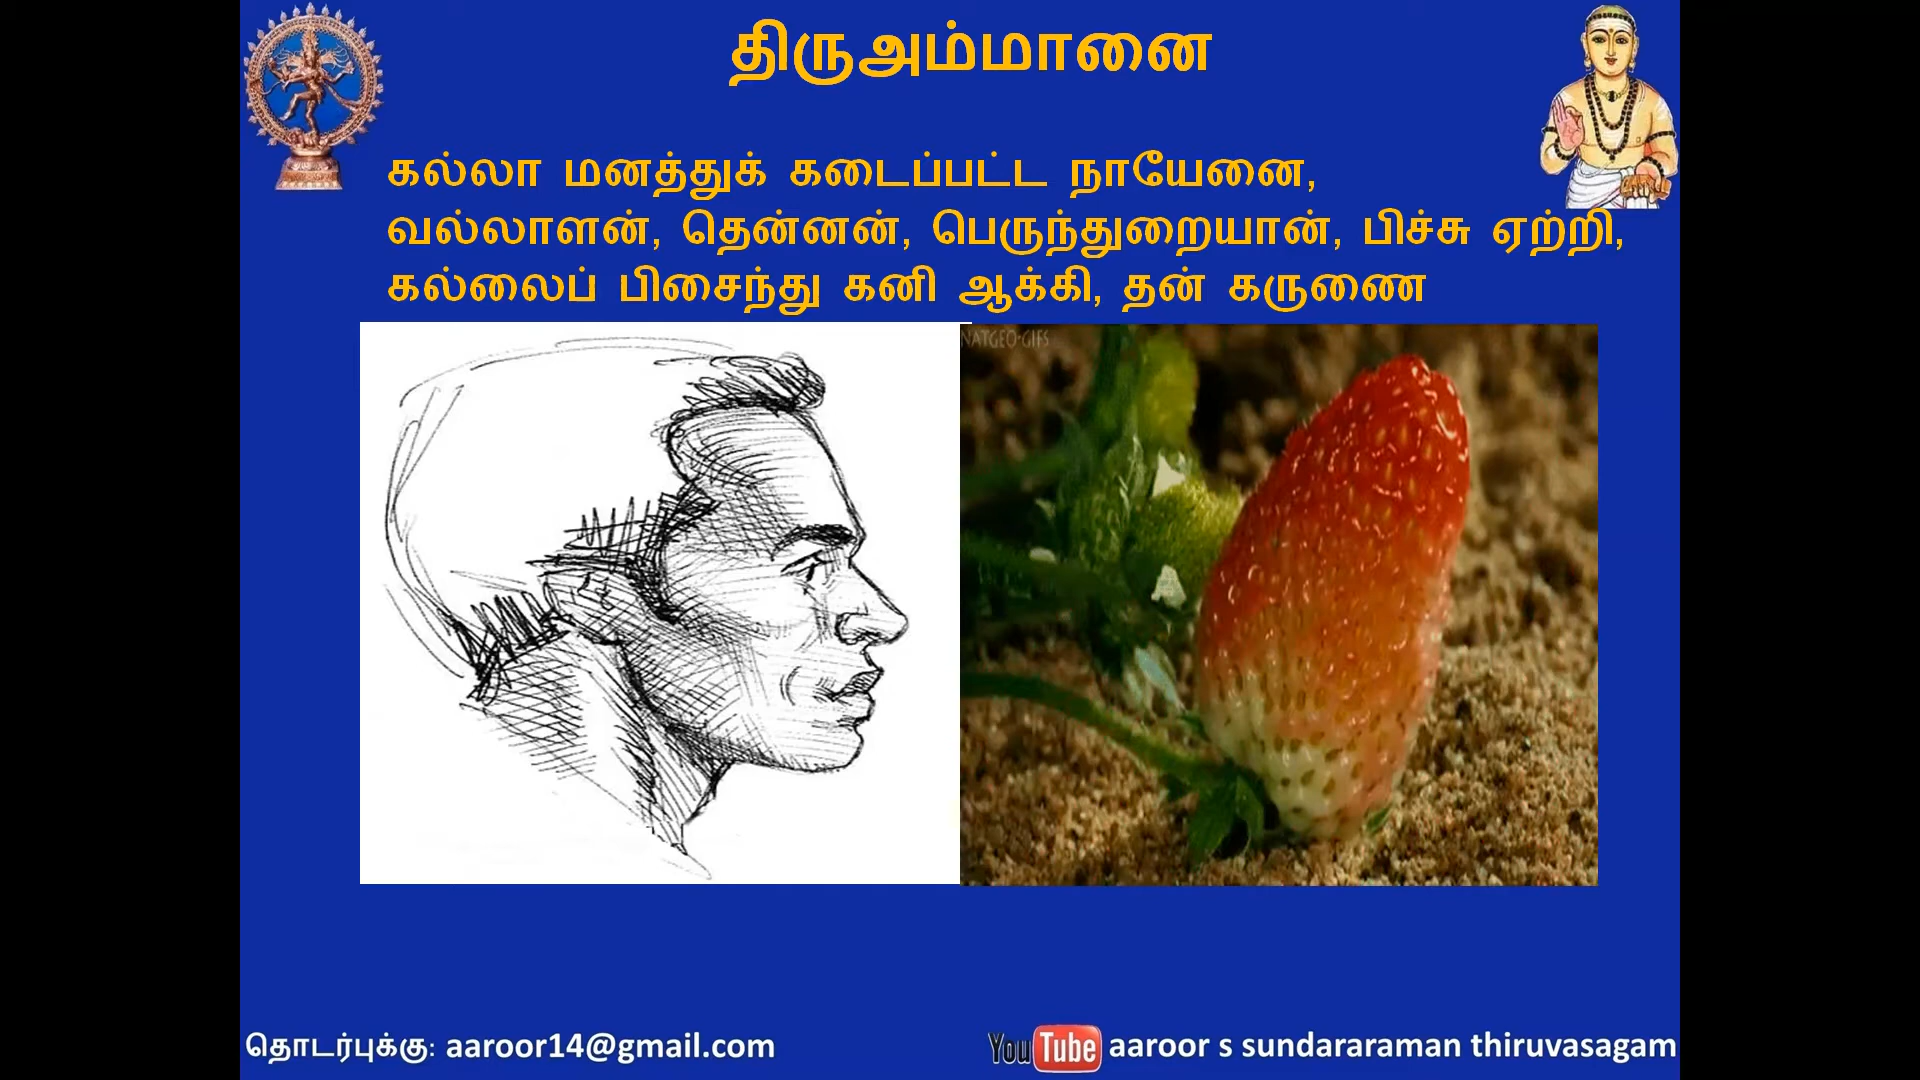 திருஅம்மானை
கல்லா மனத்துக் கடைப்பட்ட நாயேனை,
வல்லாளன், தென்னன், பெருந்துறையான், பிச்சு ஏற்றி,
கல்லைப் பிசைந்து கனி ஆக்கி, தன் கருணை
NATGEO-GIFS
தொடர்புக்கு: aaroor14@gmail.com
YouTube aaroor s sundararaman thiruvasagam